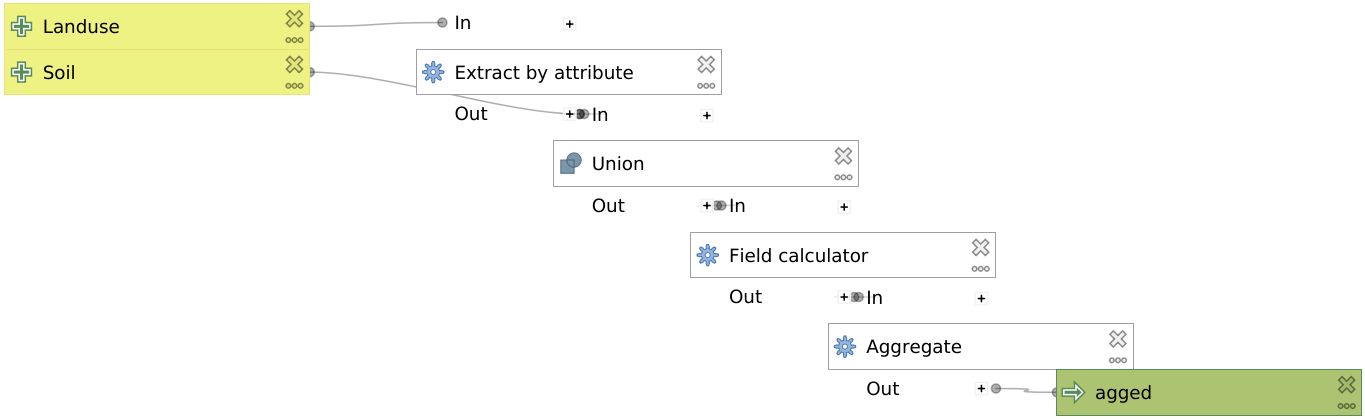 Landuse
In
Soil
Extract by attribute
Out
In
Union
Out
In
Field calculator
Out
In
Aggregate
Out
agged